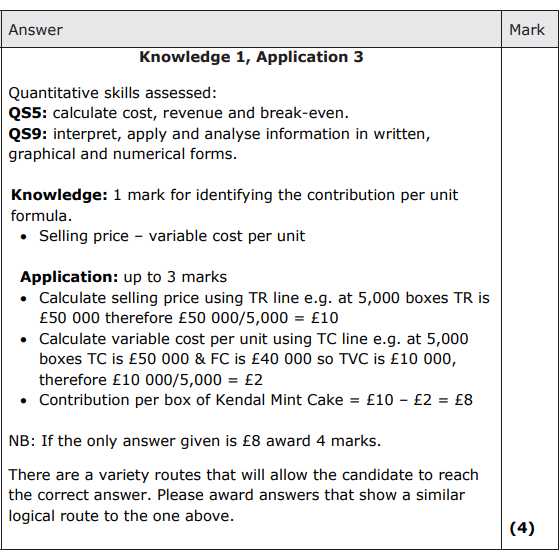 Answer Mark
Knowledge 1, Application 3
Quantitative skills assessed:
QS5: calculate cost, revenue and break-even.
QS9: interpret, apply and analyse information in written,
graphical and numerical forms.
Knowledge: 1 mark for identifying the contribution per unit
formula.
• Selling price – variable cost per unit
Application: up to 3 marks
• Calculate selling price using TR line e.g. at 5,000 boxes TR is
£50 000 therefore £50 000/5,000 = £10
• Calculate variable cost per unit using TC line e.g. at 5,000
boxes TC is £50 000 & FC is £40 000 so TVC is £10 000,
therefore £10 000/5,000 = £2
• Contribution per box of Kendal Mint Cake = £10 – £2 = £8
NB: If the only answer given is £8 award 4 marks.
There are a variety routes that will allow the candidate to reach
the correct answer. Please award answers that show a similar
logical route to the one above.
(4)